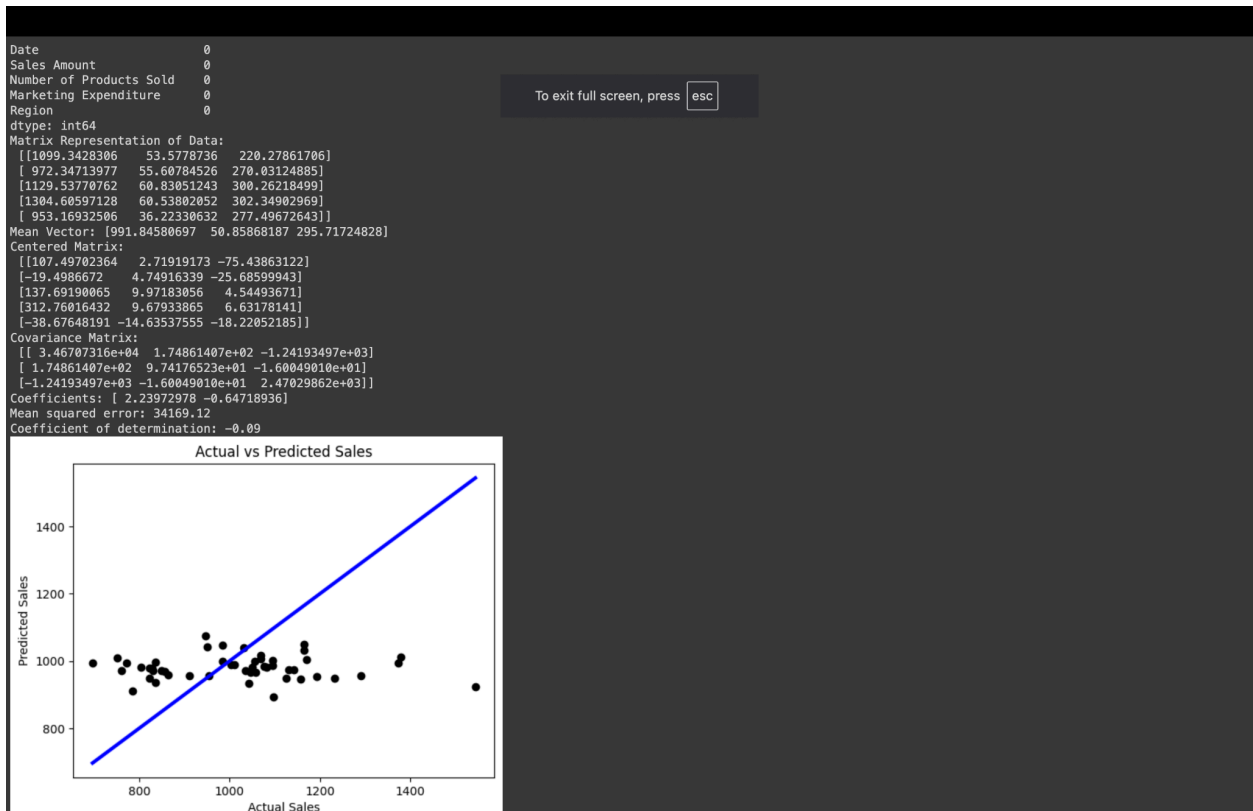 Date 0
Sales Amount 0
Number of Products Sold 0
Marketing Expenditure 0
Region 0
dtype: int64
To exit full screen, press esc
Matrix Representation of Data:
[[1099.3428306 53.5778736 220.27861706]
[ 972.34713977 55.60784526 270.03124885]
[1129.53770762 60.83051243 300.26218499]
[1304.60597128 60.53802052 302.34902969]
[ 953.16932506 36.22330632 277.49672643]]
Mean Vector: [991.84580697 50.85868187 295.71724828]
Centered Matrix:
[[107.49702364 2.71919173 -75.43863122]
[-19.4986672 4.74916339 -25.68599943]
[137.69190065 9.97183056 4.54493671]
[312.76016432 9.67933865 6.63178141]
[-38.67648191 -14.63537555 -18.22052185]]
Covariance Matrix:
[[ 3.46707316e+04 1.74861407e+02 -1.24193497e+03]
[ 1.74861407e+02 9.74176523e+01 -1.60049010e+01]
[-1.24193497e+03 -1.60049010e+01 2.47029862e+03]]
Coefficients: [ 2.23972978 -0.64718936]
Mean squared error: 34169.12
Coefficient of determination: -0.09
Actual vs Predicted Sales
Predicted Sales
1400
1200
1000
800
800 1000 1200 1400
Actual Sales